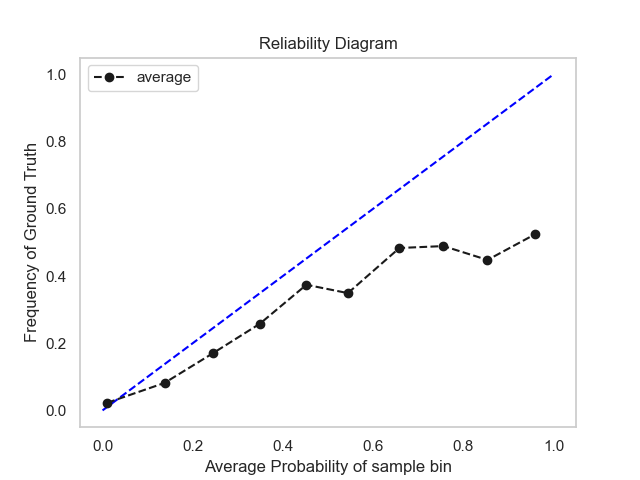 Reliability Diagram
average
1.0
0.8
0.6
0.4
0.2
0.0
Frequency of Ground Truth
0.0 0.2 0.4 0.6 0.8 1.0
Average Probability of sample bin